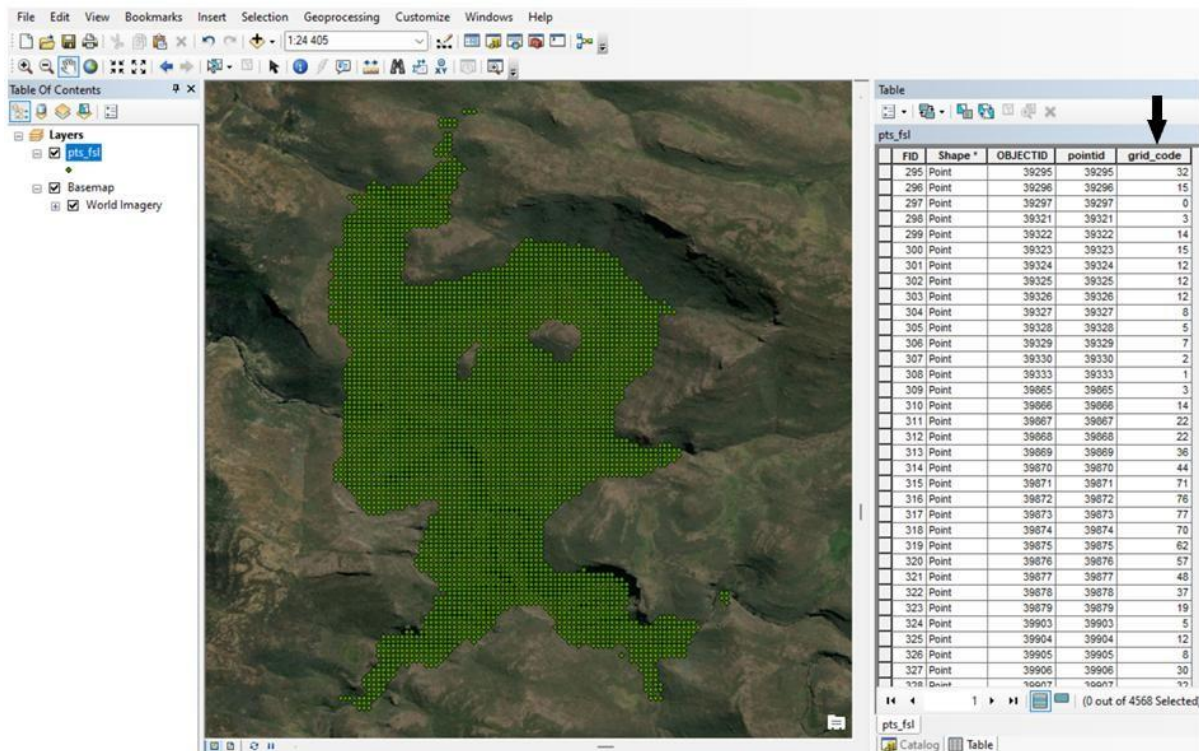 File Edit View Bookmarks Insert Selection Geoprocessing Customize Windows Help
1:24 405
Table Of Contents
Layers
pts_fsl
Basemap
World Imagery
Table
pts_fsl
FID Shape * OBJECTID pointid grid_code
295 Point 39295 39295 32
296 Point 39296 39296 15
297 Point 39297 39297 0
298 Point 39321 39321 3
299 Point 39322 39322 14
300 Point 39323 39323 15
301 Point 39324 39324 12
302 Point 39325 39325 12
303 Point 39326 39326 12
304 Point 39327 39327 8
305 Point 39328 39328 5
306 Point 39329 39329 7
307 Point 39330 39330 2
308 Point 39333 39333 1
309 Point 39865 39865 3
310 Point 39866 39866 14
311 Point 39867 39867 22
312 Point 39868 39868 22
313 Point 39869 39869 36
314 Point 39870 39870 44
315 Point 39871 39871 71
316 Point 39872 39872 76
317 Point 39873 39873 77
318 Point 39874 39874 70
319 Point 39875 39875 62
320 Point 39876 39876 57
321 Point 39877 39877 48
322 Point 39878 39878 37
323 Point 39879 39879 19
324 Point 39903 39903 5
325 Point 39904 39904 12
326 Point 39905 39905 8
327 Point 39906 39906 30
328 Point 39907 39907 32
1 (0 out of 4568 Selected)
pts_fsl
Catalog Table